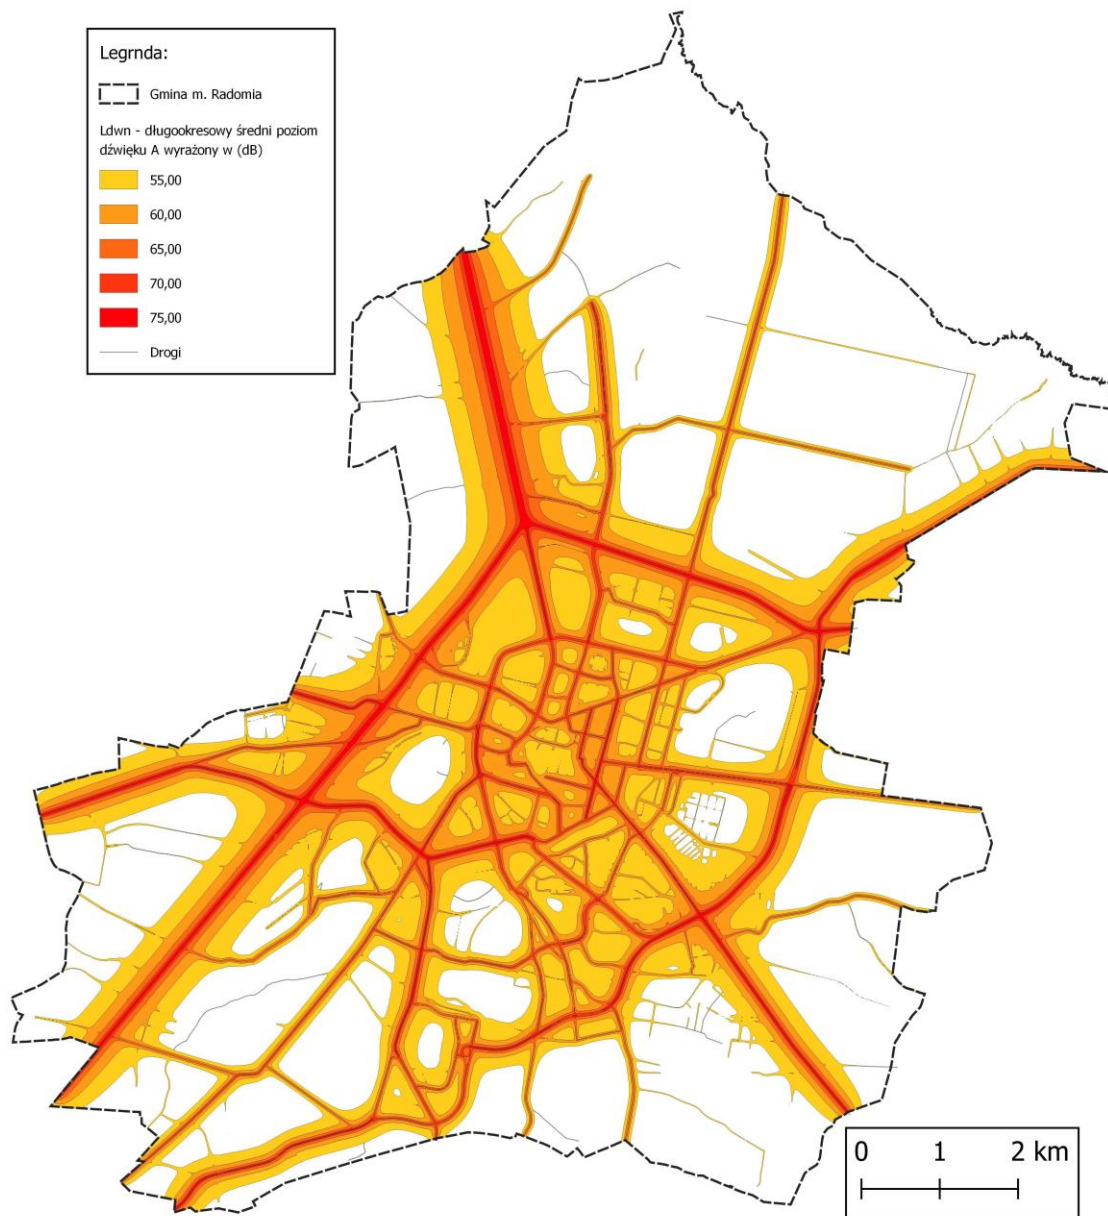 Legrnda:
Gmina m. Radomia
Ldwn - długookresowy średni poziom
dźwięku A wyrażony w (dB)
55,00
60,00
65,00
70,00
75,00
Drogi
0 1 2 km